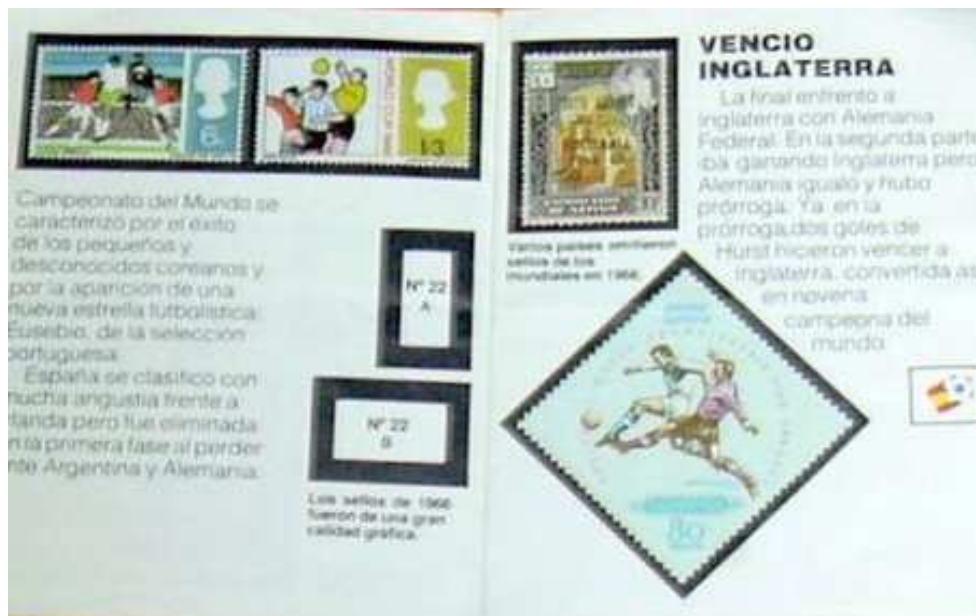 6
13
Campeonato del Mundo se
caracterizó por el éxito
de los pequeños y
desconocidos coreanos y
por la aparición de una
nueva estrella futbolística:
Eusebio, de la selección
portuguesa.
España se clasificó con
mucha angustia frente a
Irlanda pero fue eliminada
en la primera fase al perder
ante Argentina y Alemania.
Nº 22
A
Nº 22
B
Los sellos de 1966
fueron de una gran
calidad gráfica.
Varios países emitieron
sellos de los
mundiales en 1966.
VENCIO
INGLATERRA
La final enfrentó a
Inglaterra con Alemania
Federal. En la segunda parte
iba ganando Inglaterra pero
Alemania igualó y hubo
prórroga. Ya en la
prórroga, dos goles de
Hurst hicieron vencer a
Inglaterra, convertida así
en novena
campeona del
mundo.
80